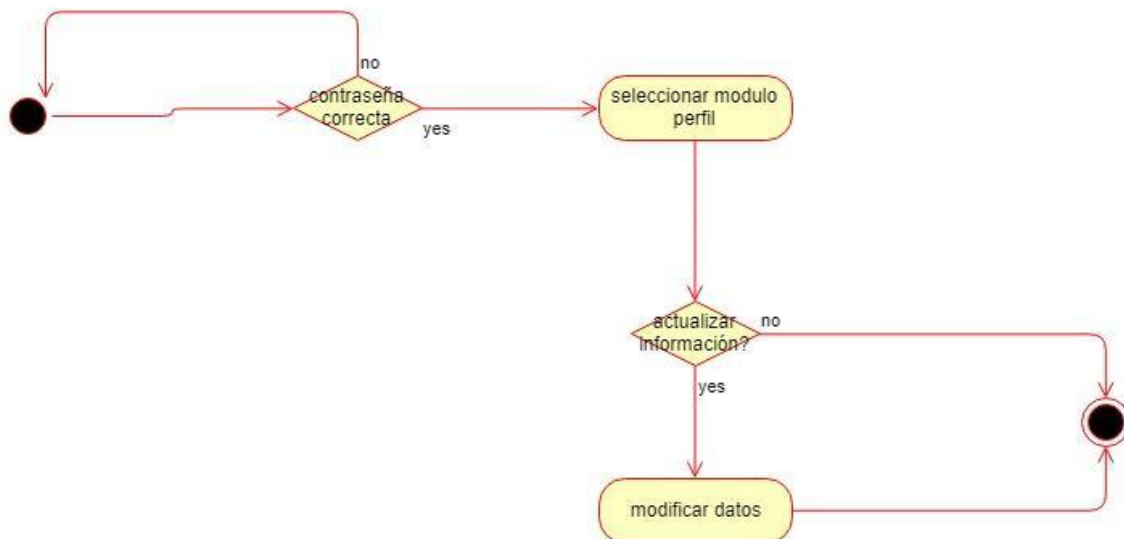 no
contraseña
correcta
yes
seleccionar modulo
perfil
actualizar
información?
no
yes
modificar datos